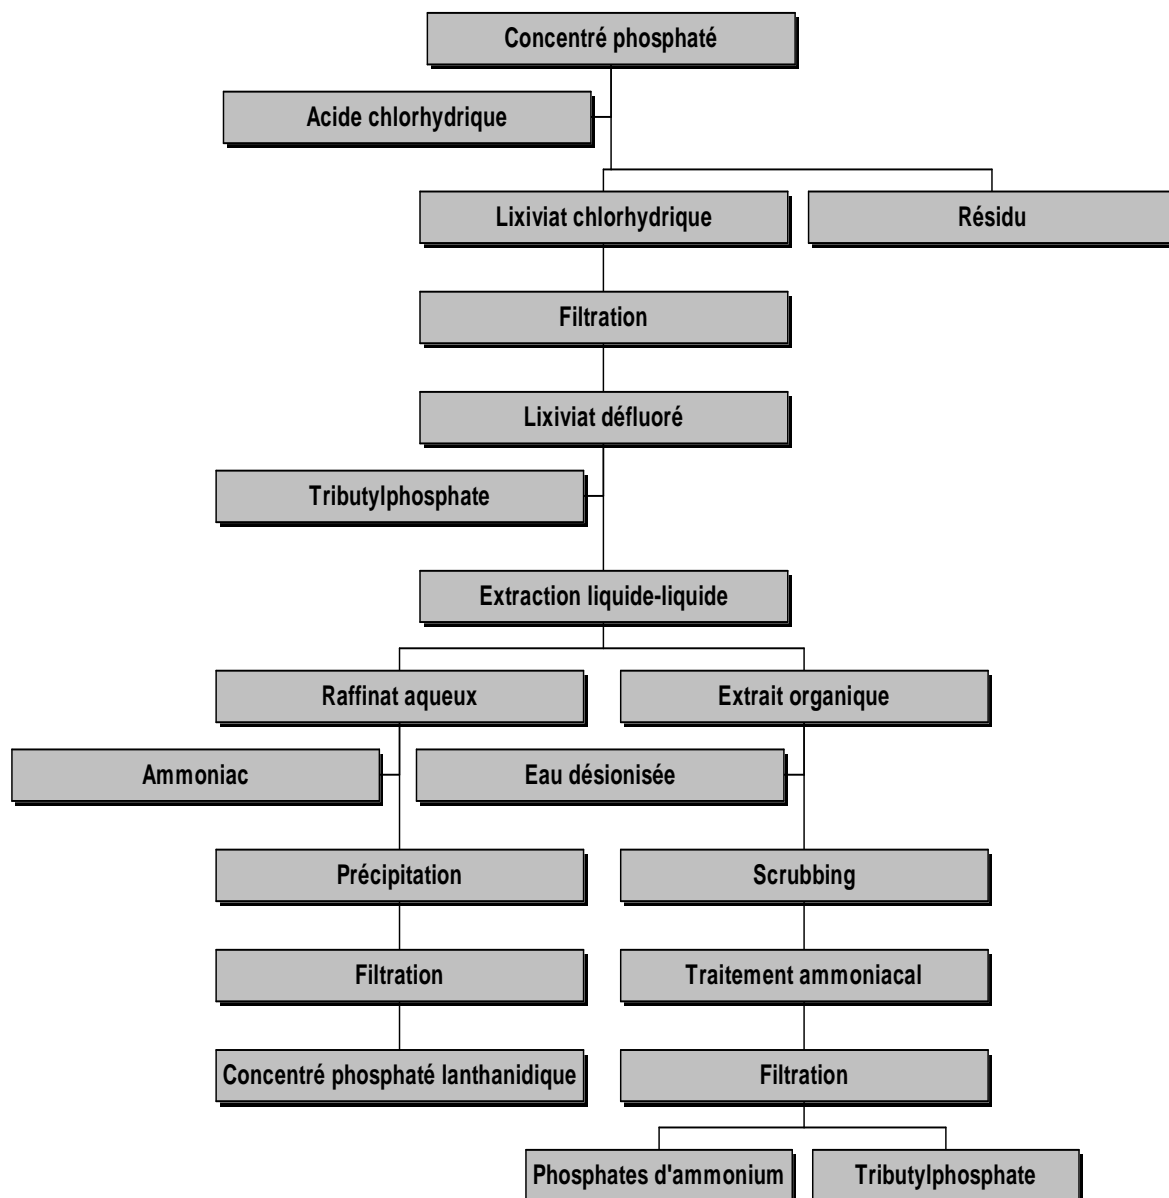 Concentré phosphaté
Acide chlorhydrique
Lixiviat chlorhydrique
Résidu
Filtration
Lixiviat défluoré
Tributylphosphate
Extraction liquide-liquide
Raffinat aqueux
Extrait organique
Ammoniac
Eau désionisée
Précipitation
Scrubbing
Filtration
Traitement ammoniacal
Concentré phosphaté lanthanidique
Filtration
Phosphates d'ammonium
Tributylphosphate